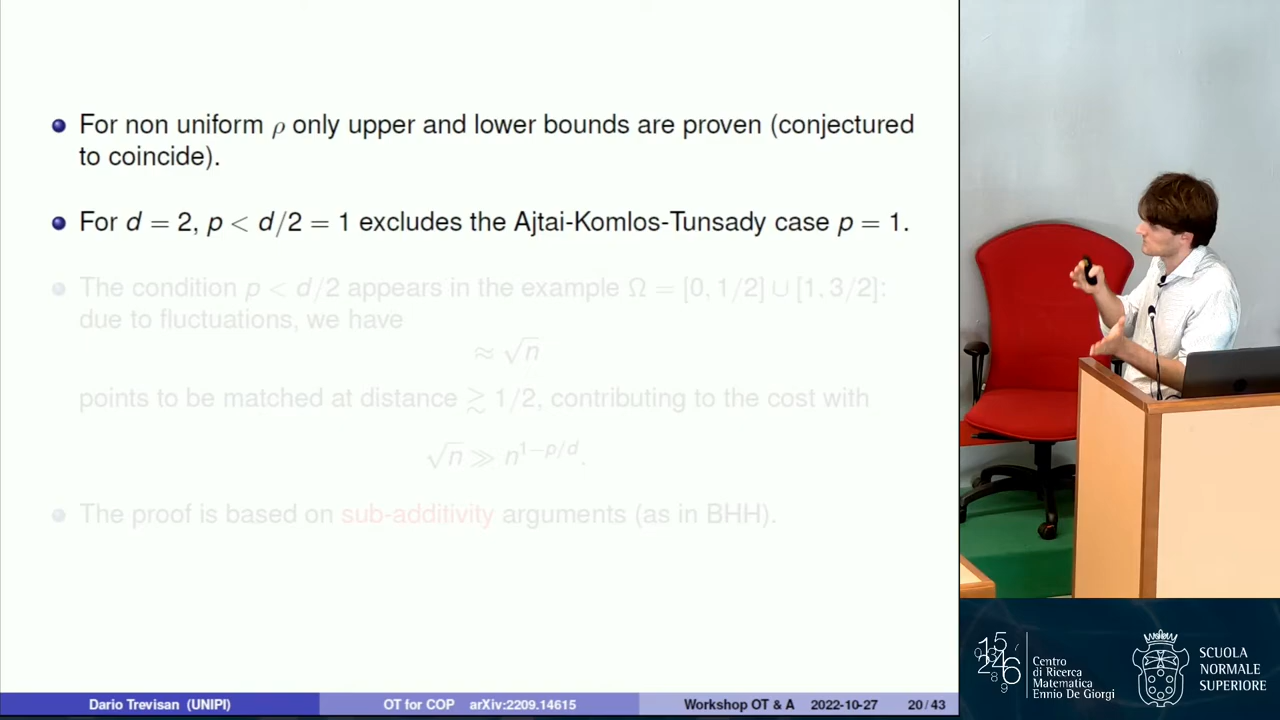 For non uniform ρ only upper and lower bounds are proven (conjectured
to coincide).
For d = 2, p < d/2 = 1 excludes the Ajtai-Komlos-Tunsady case p = 1.
The condition p < d/2 appears in the example Ω = [0, 1/2] ∪ [1, 3/2]:
due to fluctuations, we have
≈ √n
points to be matched at distance ≳ 1/2, contributing to the cost with
√n ≫ n^{1−p/d}.
The proof is based on sub-additivity arguments (as in BHH).
Dario Trevisan (UNIPI) OT for COP arXiv:2209.14615 Workshop OT & A 2022-10-27 20/43
Centro
di Ricerca
Matematica
Ennio De Giorgi
SCUOLA
NORMALE
SUPERIORE